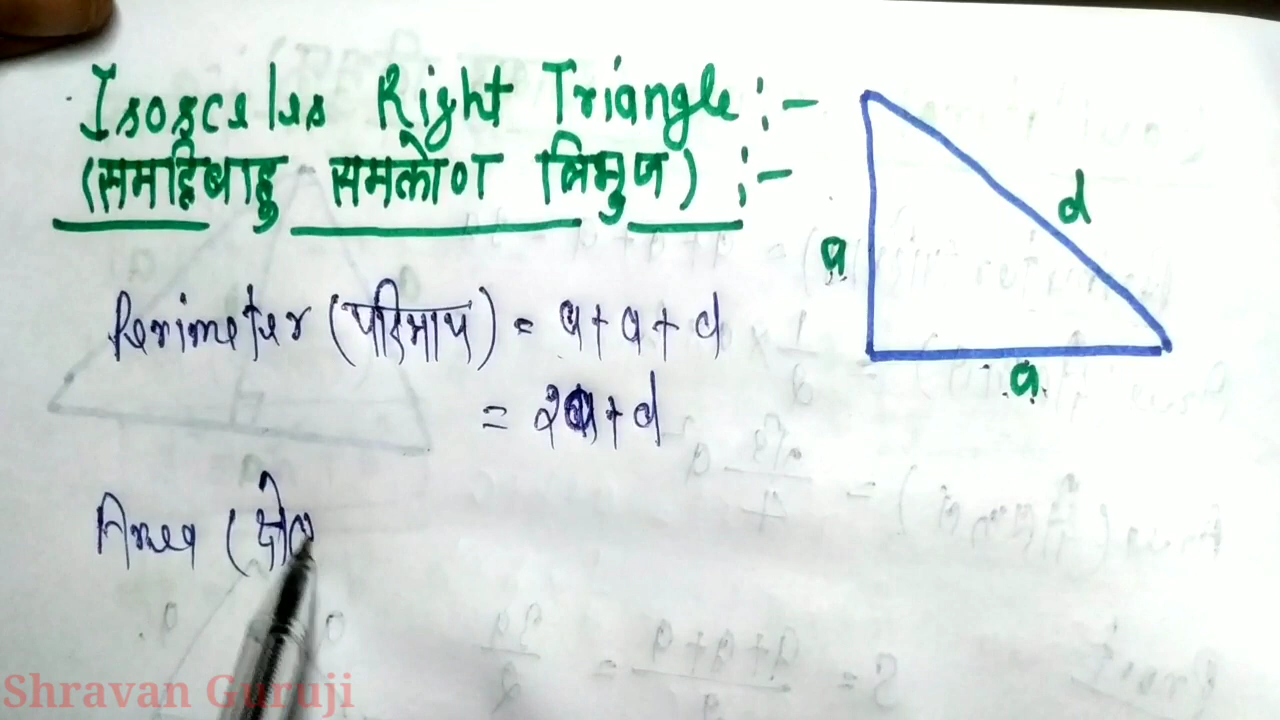 Isosceles Right Triangle :-
(समद्विबाहु समकोण त्रिभुज) :-
d
a
a
Perimeter (परिमाप) = a + a + d
= 2a + d
Area (क्षेत्र
Shravan Guruji